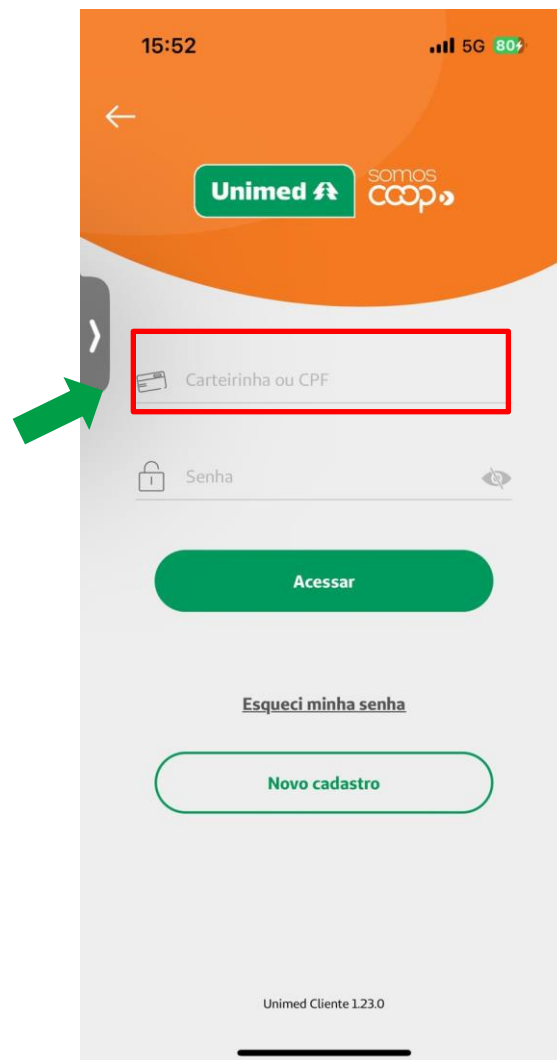 15:52 5G 80
Unimed somos
coop
Carteirinha ou CPF
Senha
Acessar
Esqueci minha senha
Novo cadastro
Unimed Cliente 1.23.0